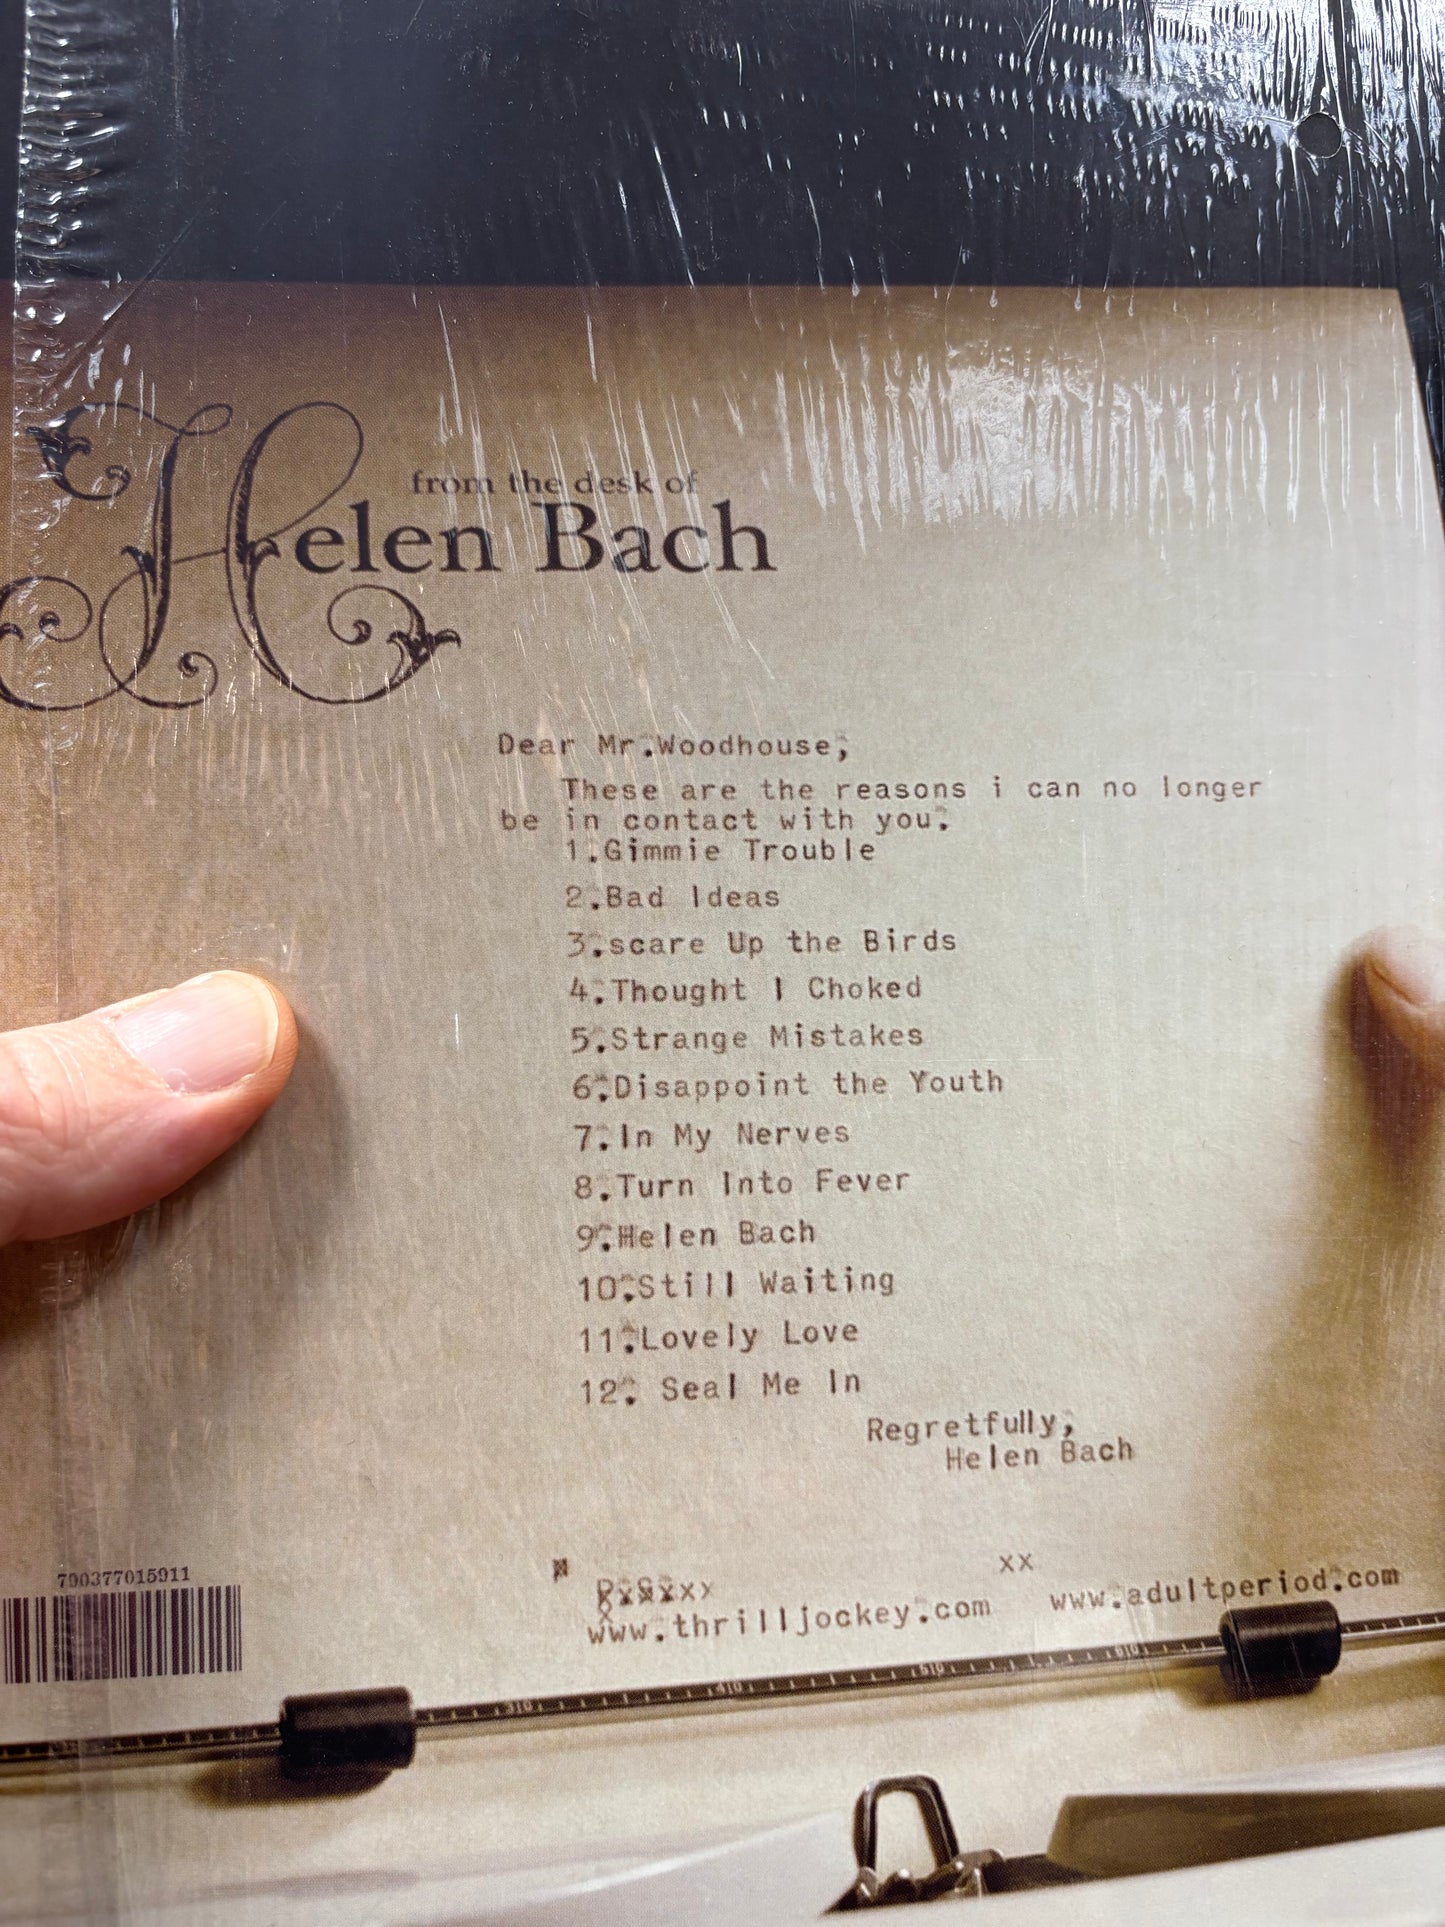 from the desk of
Helen Bach
Dear Mr.Woodhouse,
These are the reasons i can no longer
be in contact with you.
1.Gimmie Trouble
2.Bad Ideas
3.scare Up the Birds
4.Thought I Choked
5.Strange Mistakes
6.Disappoint the Youth
7.In My Nerves
8.Turn Into Fever
9.Helen Bach
10.Still Waiting
11.Lovely Love
12. Seal Me In
Regretfully,
Helen Bach
xx
790377015911
www.thrilljockey.com www.adultperiod.com